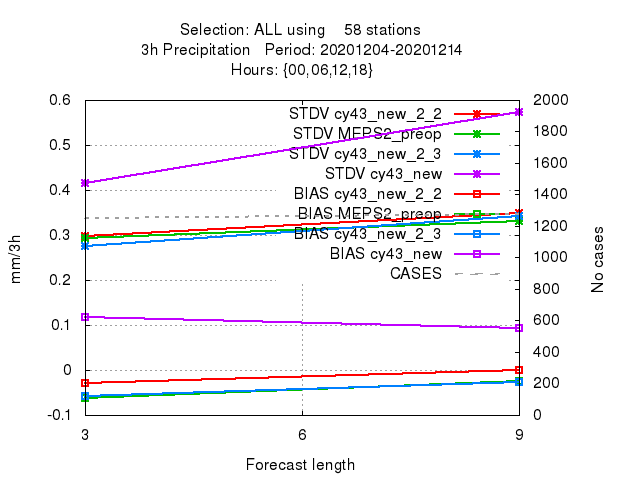 Selection: ALL using 58 stations
3h Precipitation Period: 20201204-20201214
Hours: {00,06,12,18}
0.6
0.5
0.4
0.3
0.2
0.1
0
-0.1
mm/3h
STDV cy43_new_2_2
STDV MEPS2_preop
STDV cy43_new_2_3
STDV cy43_new
BIAS cy43_new_2_2
BIAS MEPS2_preop
BIAS cy43_new_2_3
BIAS cy43_new
CASES
2000
1800
1600
1400
1200
1000
800
600
400
200
0
No cases
3 6 9
Forecast length